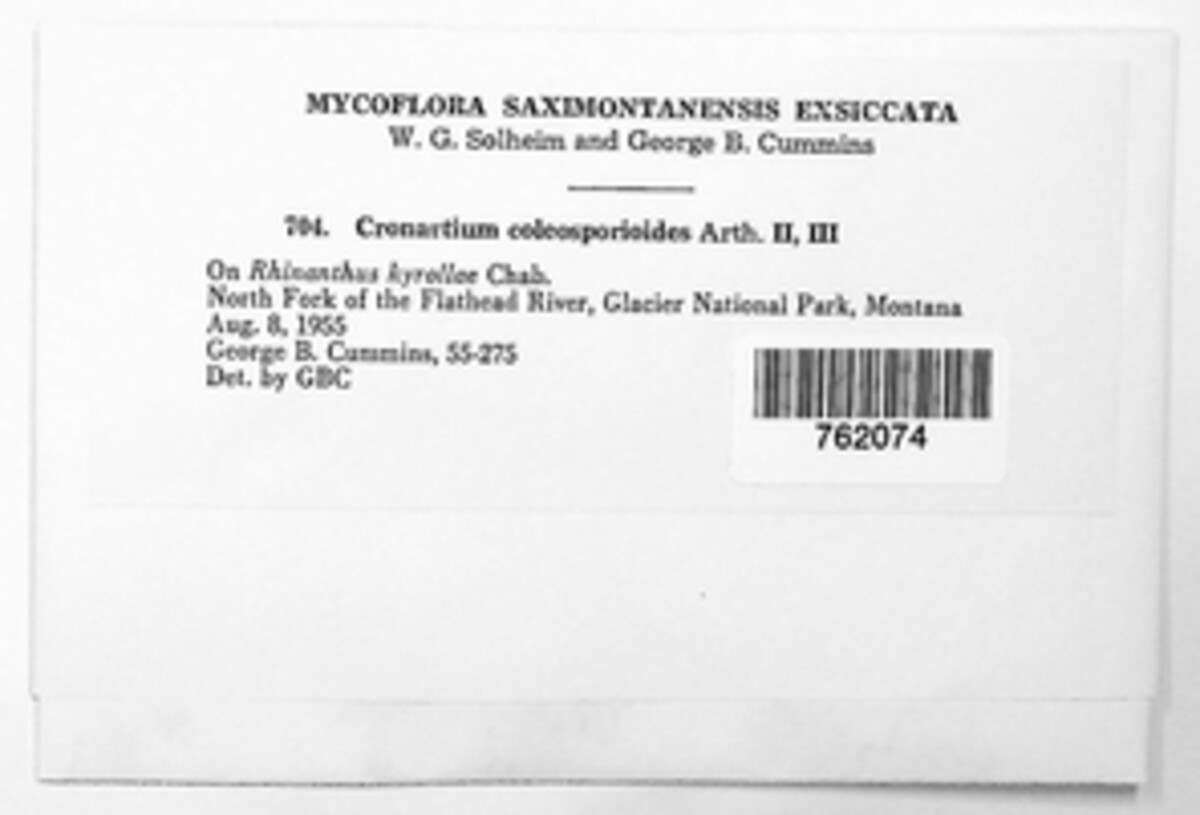 MYCOFLORA SAXIMONTANENSIS EXSICCATA
W. G. Solheim and George B. Cummins
704. Cronartium coleosporioides Arth. II, III
On Rhinanthus kyrollae Chab.
North Fork of the Flathead River, Glacier National Park, Montana
Aug. 8, 1955
George B. Cummins, 55-275
Det. by GBC
762074